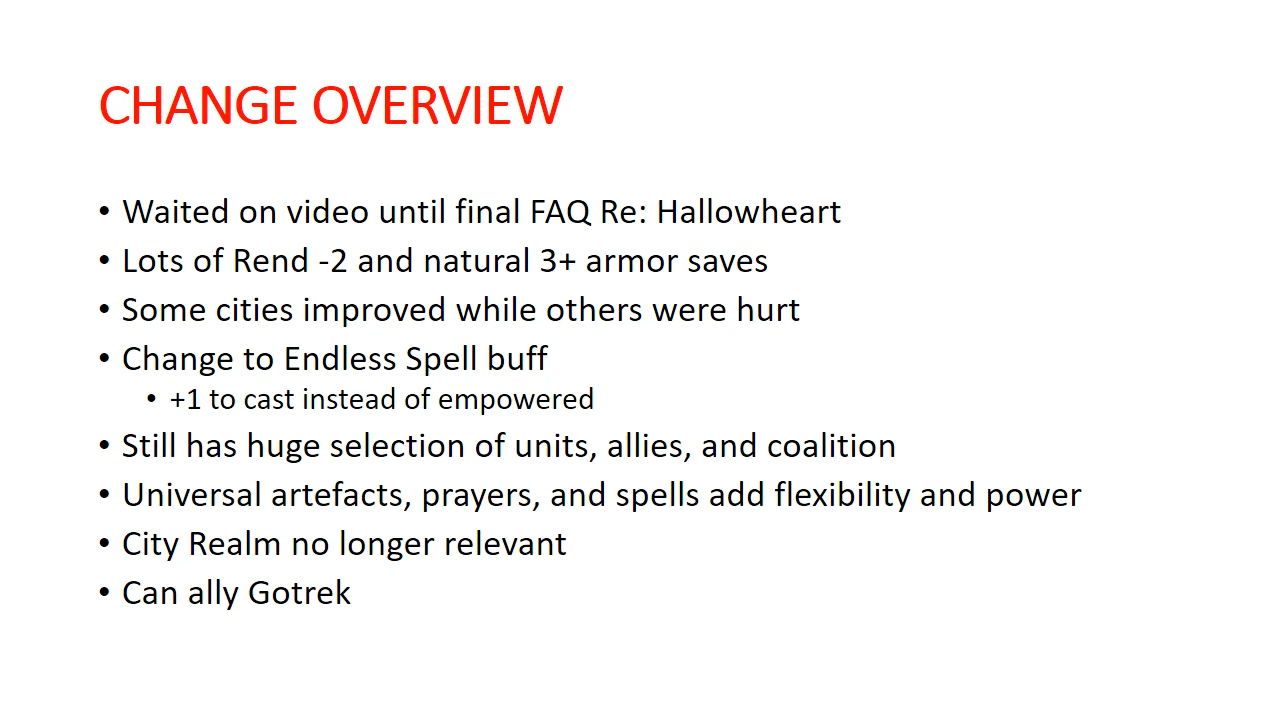 CHANGE OVERVIEW
• Waited on video until final FAQ Re: Hallowheart
• Lots of Rend -2 and natural 3+ armor saves
• Some cities improved while others were hurt
• Change to Endless Spell buff
• +1 to cast instead of empowered
• Still has huge selection of units, allies, and coalition
• Universal artefacts, prayers, and spells add flexibility and power
• City Realm no longer relevant
• Can ally Gotrek